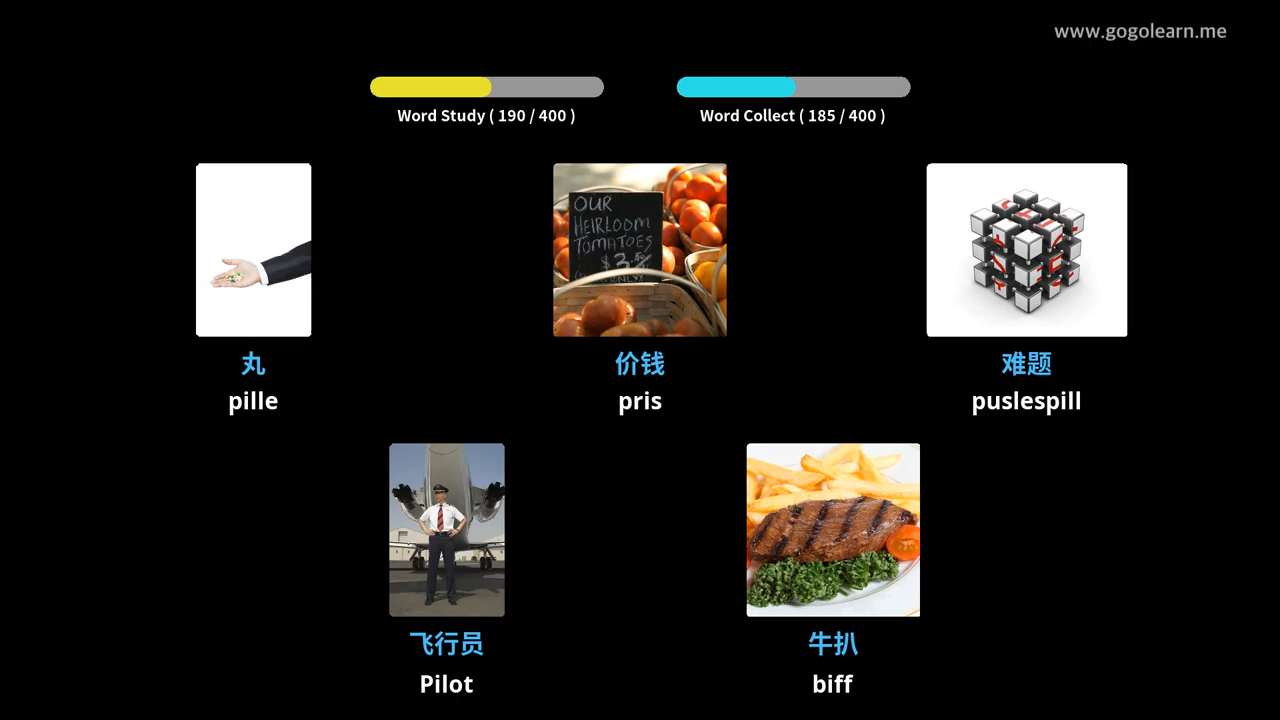 www.gogolearn.me
Word Study ( 190 / 400 )
Word Collect ( 185 / 400 )
OUR
HEIRLOOM
TOMATOES
丸
pille
价钱
pris
难题
puslespill
飞行员
Pilot
牛扒
biff